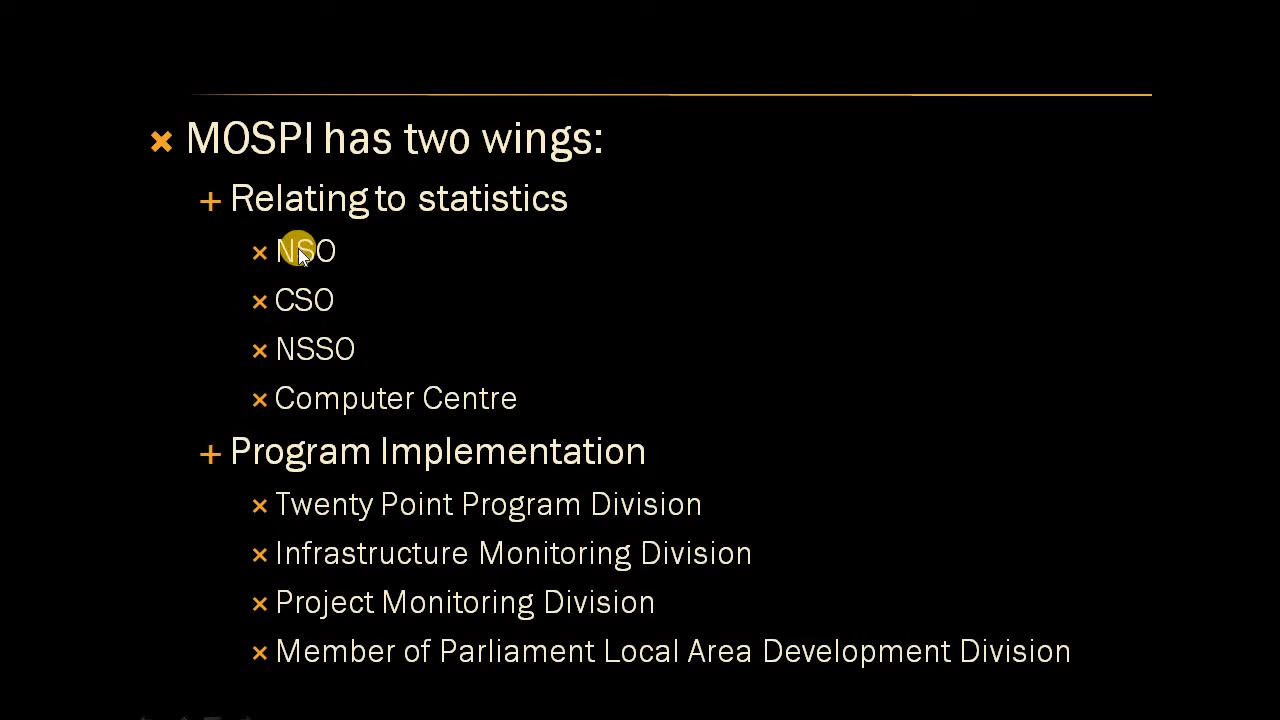 MOSPI has two wings:
Relating to statistics
NSO
CSO
NSSO
Computer Centre
Program Implementation
Twenty Point Program Division
Infrastructure Monitoring Division
Project Monitoring Division
Member of Parliament Local Area Development Division